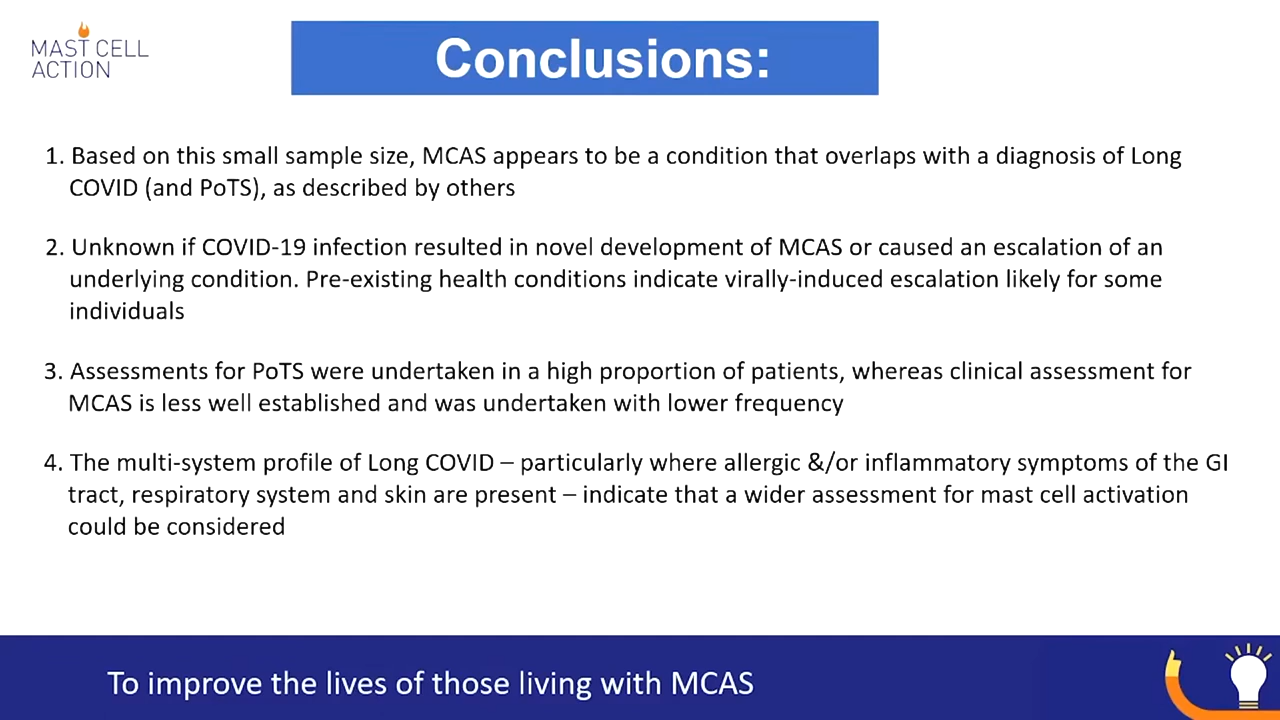 MAST CELL
ACTION
Conclusions:
1. Based on this small sample size, MCAS appears to be a condition that overlaps with a diagnosis of Long
COVID (and PoTS), as described by others
2. Unknown if COVID-19 infection resulted in novel development of MCAS or caused an escalation of an
underlying condition. Pre-existing health conditions indicate virally-induced escalation likely for some
individuals
3. Assessments for PoTS were undertaken in a high proportion of patients, whereas clinical assessment for
MCAS is less well established and was undertaken with lower frequency
4. The multi-system profile of Long COVID – particularly where allergic &/or inflammatory symptoms of the GI
tract, respiratory system and skin are present – indicate that a wider assessment for mast cell activation
could be considered
To improve the lives of those living with MCAS